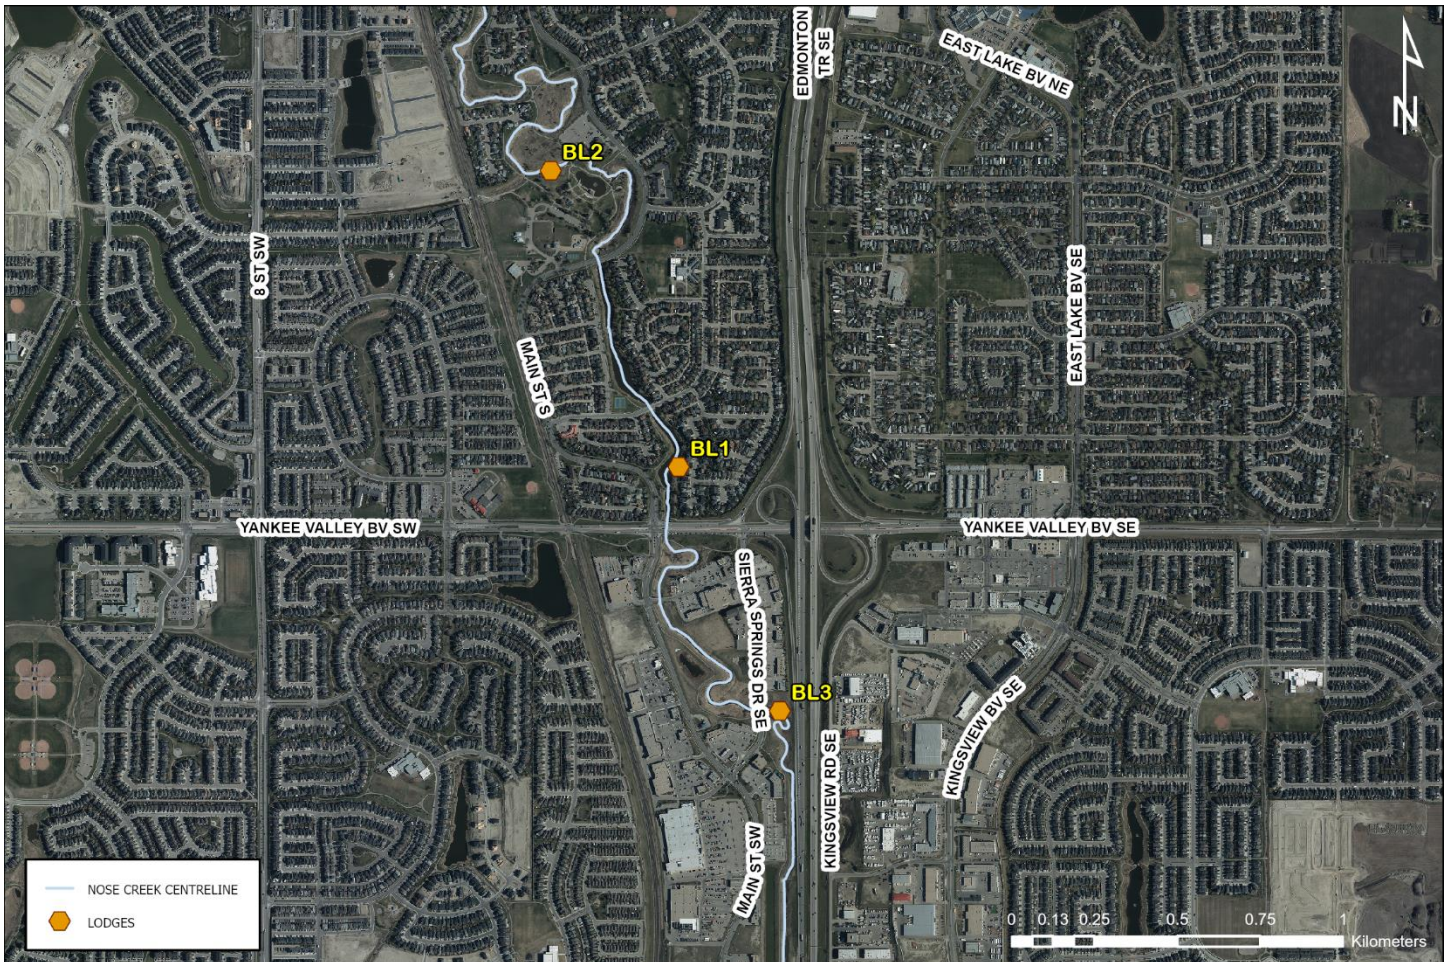 EDMONTON
TR SE
EAST LAKE BV NE
N
BL2
8 ST SW
EAST LAKE BV SE
MAIN ST S
BL1
YANKEE VALLEY BV SW
YANKEE VALLEY BV SE
SIERRA SPRINGS DR SE
BL3
KINGSVIEW BV SE
KINGSVIEW RD SE
MAIN ST SW
NOSE CREEK CENTRELINE
LODGES
0 0.13 0.25 0.5 0.75 1
Kilometers